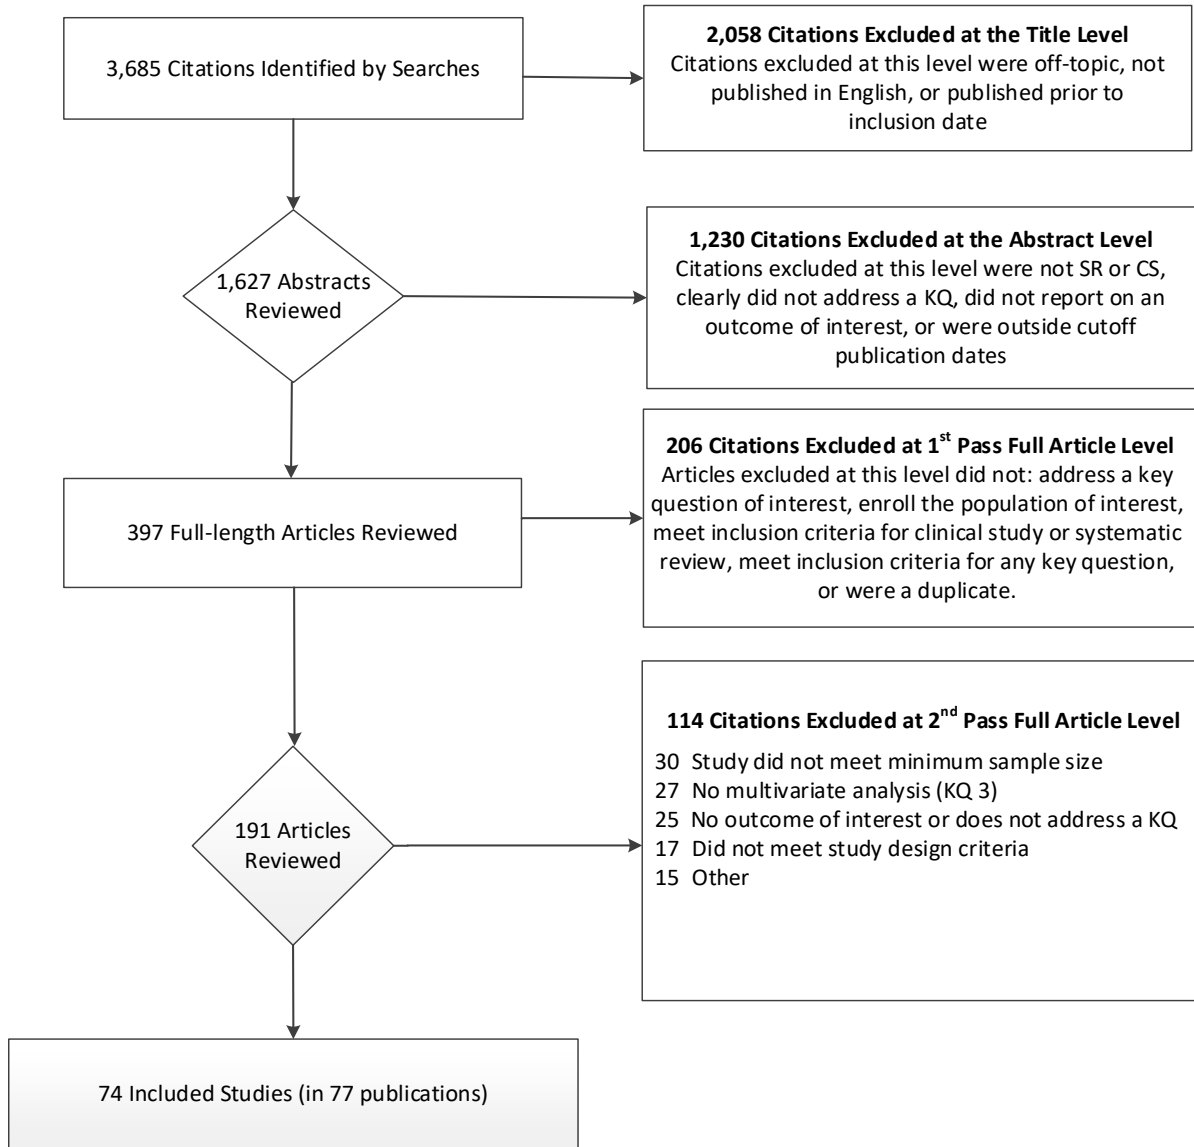 3,685 Citations Identified by Searches
2,058 Citations Excluded at the Title Level
Citations excluded at this level were off-topic, not
published in English, or published prior to
inclusion date
1,627 Abstracts
Reviewed
1,230 Citations Excluded at the Abstract Level
Citations excluded at this level were not SR or CS,
clearly did not address a KQ, did not report on an
outcome of interest, or were outside cutoff
publication dates
397 Full-length Articles Reviewed
206 Citations Excluded at 1st Pass Full Article Level
Articles excluded at this level did not: address a key
question of interest, enroll the population of interest,
meet inclusion criteria for clinical study or systematic
review, meet inclusion criteria for any key question,
or were a duplicate.
191 Articles
Reviewed
114 Citations Excluded at 2nd Pass Full Article Level
30 Study did not meet minimum sample size
27 No multivariate analysis (KQ 3)
25 No outcome of interest or does not address a KQ
17 Did not meet study design criteria
15 Other
74 Included Studies (in 77 publications)